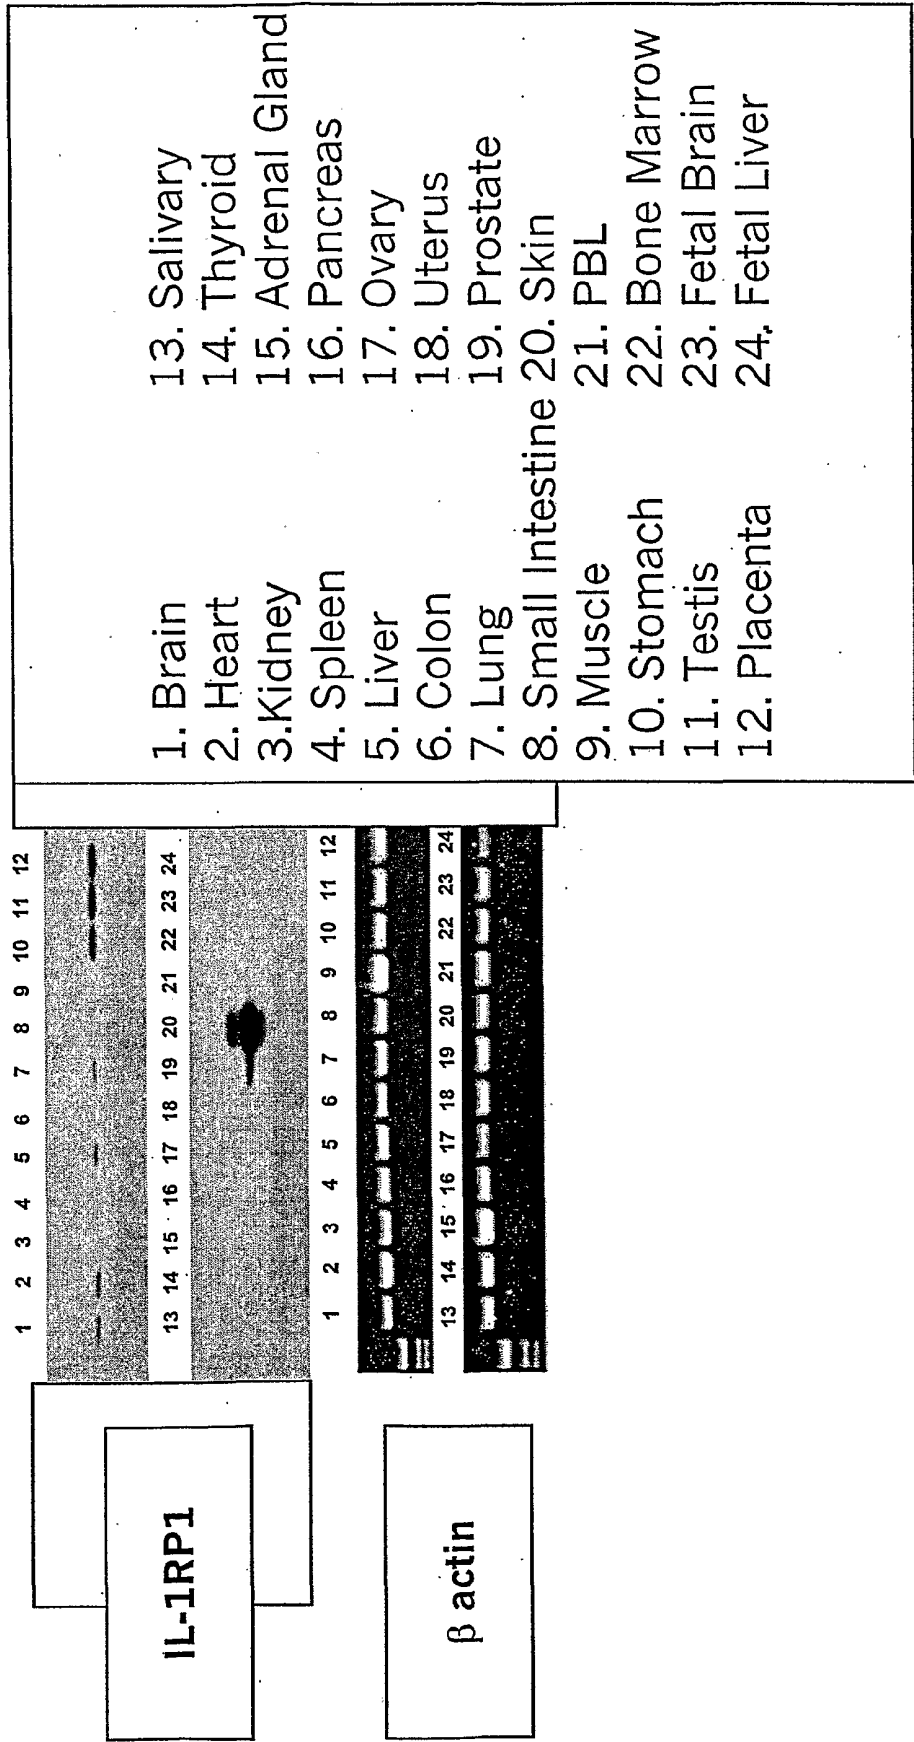 IL-1RP1
1 2 3 4 5 6 7 8 9 10 11 12
13 14 15 16 17 18 19 20 21 22 23 24
β actin
1 2 3 4 5 6 7 8 9 10 11 12
13 14 15 16 17 18 19 20 21 22 23 24
1. Brain
2. Heart
3.Kidney
4. Spleen
5. Liver
6. Colon
7. Lung
8. Small Intestine
9. Muscle
10. Stomach
11. Testis
12. Placenta
13. Salivary
14. Thyroid
15. Adrenal Gland
16. Pancreas
17. Ovary
18. Uterus
19. Prostate
20. Skin
21. PBL
22. Bone Marrow
23. Fetal Brain
24. Fetal Liver